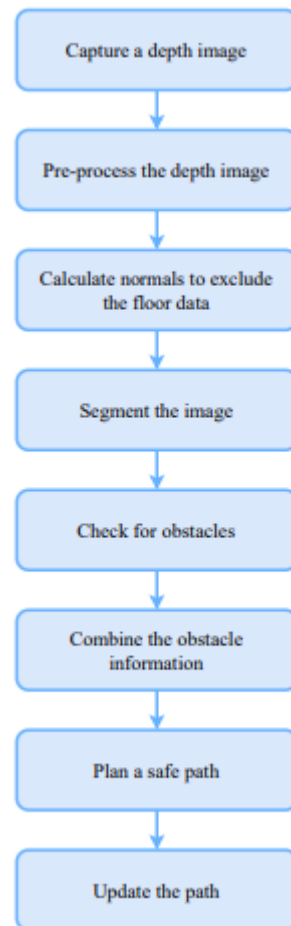 Capture a depth image
Pre-process the depth image
Calculate normals to exclude
the floor data
Segment the image
Check for obstacles
Combine the obstacle
information
Plan a safe path
Update the path